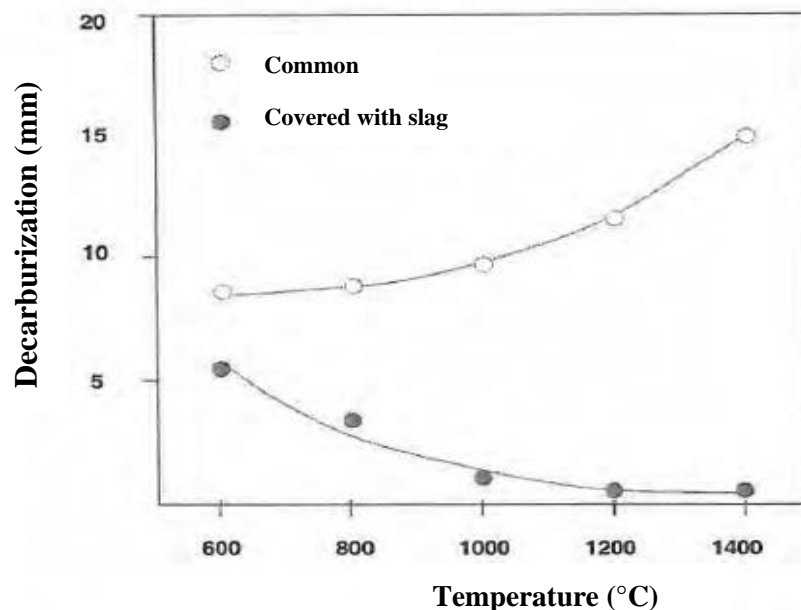 20
Common
Covered with slag
15
10
5
Decarburization (mm)
600 800 1000 1200 1400
Temperature (°C)